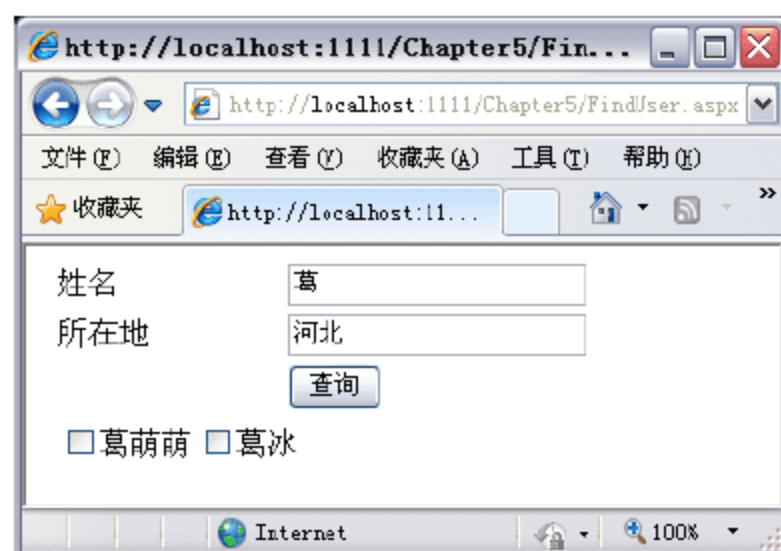 http://localhost:1111/Chapter5/Fin...
http://localhost:1111/Chapter5/FindUser.aspx
文件(F) 编辑(E) 查看(V) 收藏夹(A) 工具(T) 帮助(H)
收藏夹 http://localhost:11... »
姓名 葛
所在地 河北
查询
葛萌萌 葛冰
Internet 100%